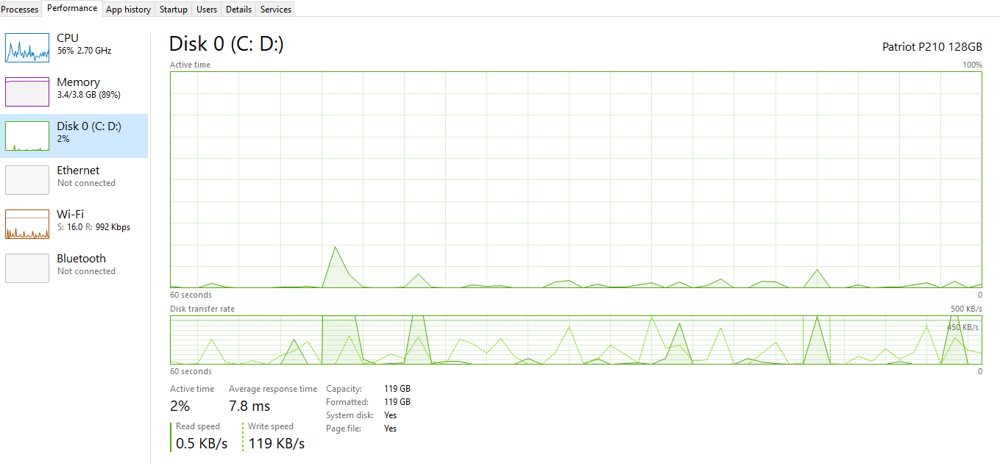 Processes Performance App history Startup Users Details Services
CPU
56% 2.70 GHz
Memory
3.4/3.8 GB (89%)
Disk 0 (C: D:)
2%
Ethernet
Not connected
Wi-Fi
S: 16.0 R: 992 Kbps
Bluetooth
Not connected
Disk 0 (C: D:)
Patriot P210 128GB
Active time
100%
60 seconds
0
Disk transfer rate
500 KB/s
450 KB/s
60 seconds
0
Active time
2%
Average response time
7.8 ms
Read speed
0.5 KB/s
Write speed
119 KB/s
Capacity: 119 GB
Formatted: 119 GB
System disk: Yes
Page file: Yes